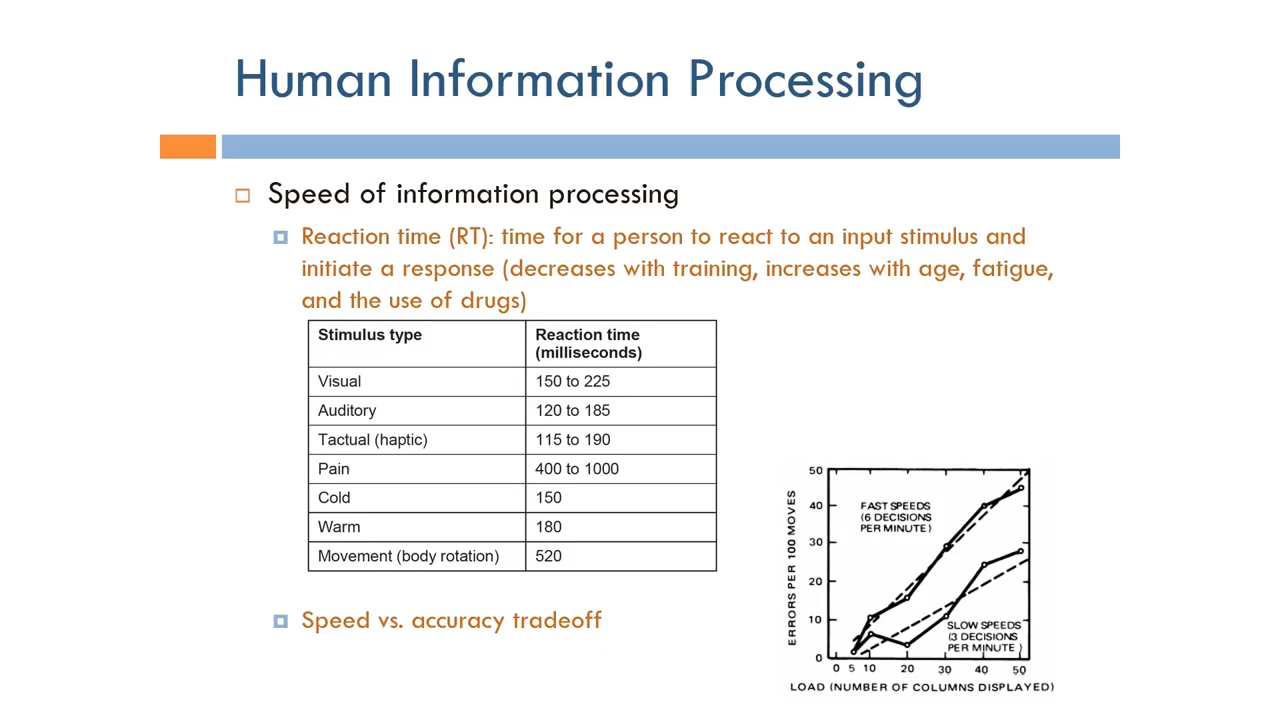 Human Information Processing
Speed of information processing
Reaction time (RT): time for a person to react to an input stimulus and
initiate a response (decreases with training, increases with age, fatigue,
and the use of drugs)
Stimulus type
Reaction time
(milliseconds)
Visual
150 to 225
Auditory
120 to 185
Tactual (haptic)
115 to 190
Pain
400 to 1000
Cold
150
Warm
180
Movement (body rotation)
520
Speed vs. accuracy tradeoff
ERRORS PER 100 MOVES
50
40
30
20
10
0
FAST SPEEDS
(6 DECISIONS
PER MINUTE)
SLOW SPEEDS
(3 DECISIONS
PER MINUTE)
0 5 10 20 30 40 50
LOAD (NUMBER OF COLUMNS DISPLAYED)